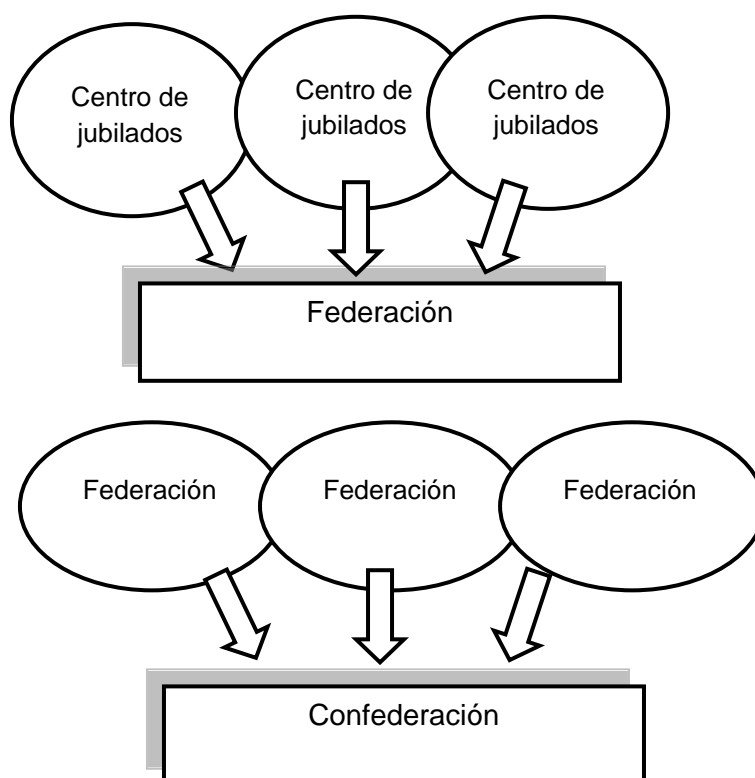 Centro de
jubilados
Centro de
jubilados
Centro de
jubilados
Federación
Federación
Federación
Federación
Confederación